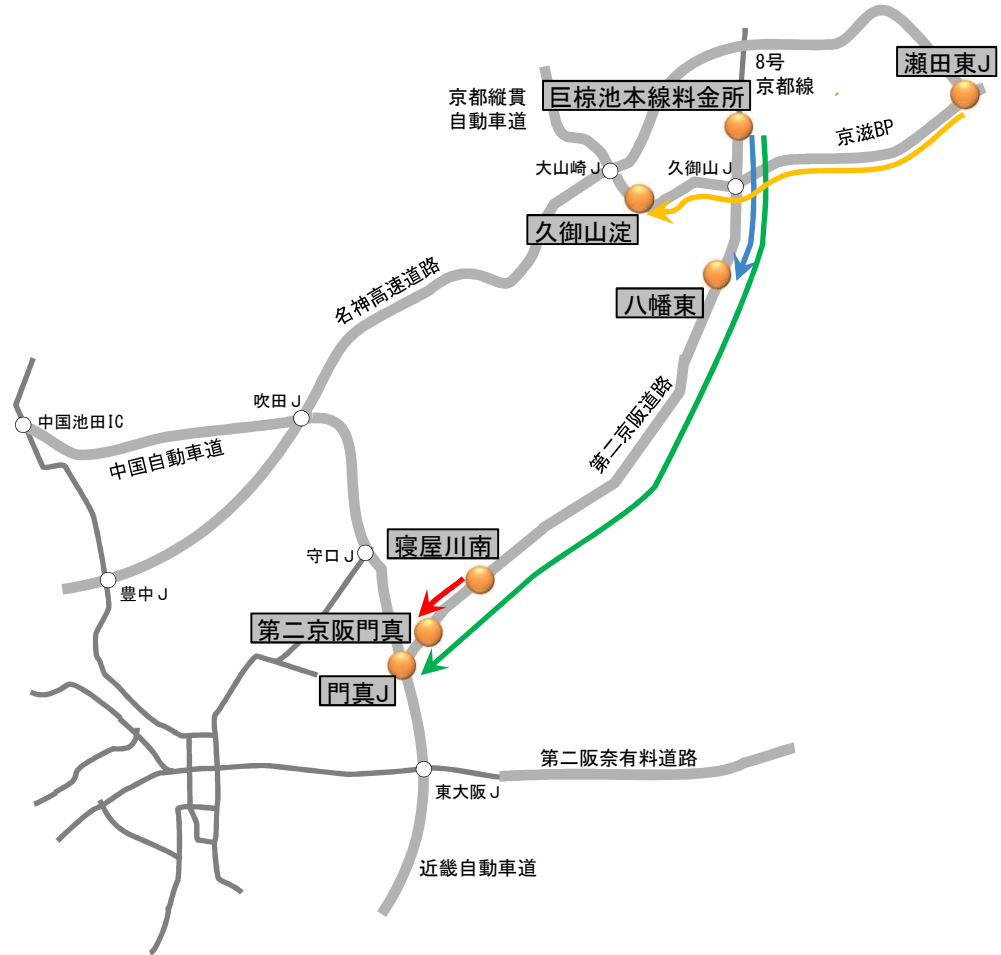 8号
京都線
瀬田東J
京都縦貫
自動車道
巨椋池本線料金所
京滋BP
大山崎J
久御山J
久御山淀
八幡東
名神高速道路
吹田J
中国池田IC
中国自動車道
第二京阪道路
守口J
寝屋川南
豊中J
第二京阪門真
門真J
第二阪奈有料道路
東大阪J
近畿自動車道